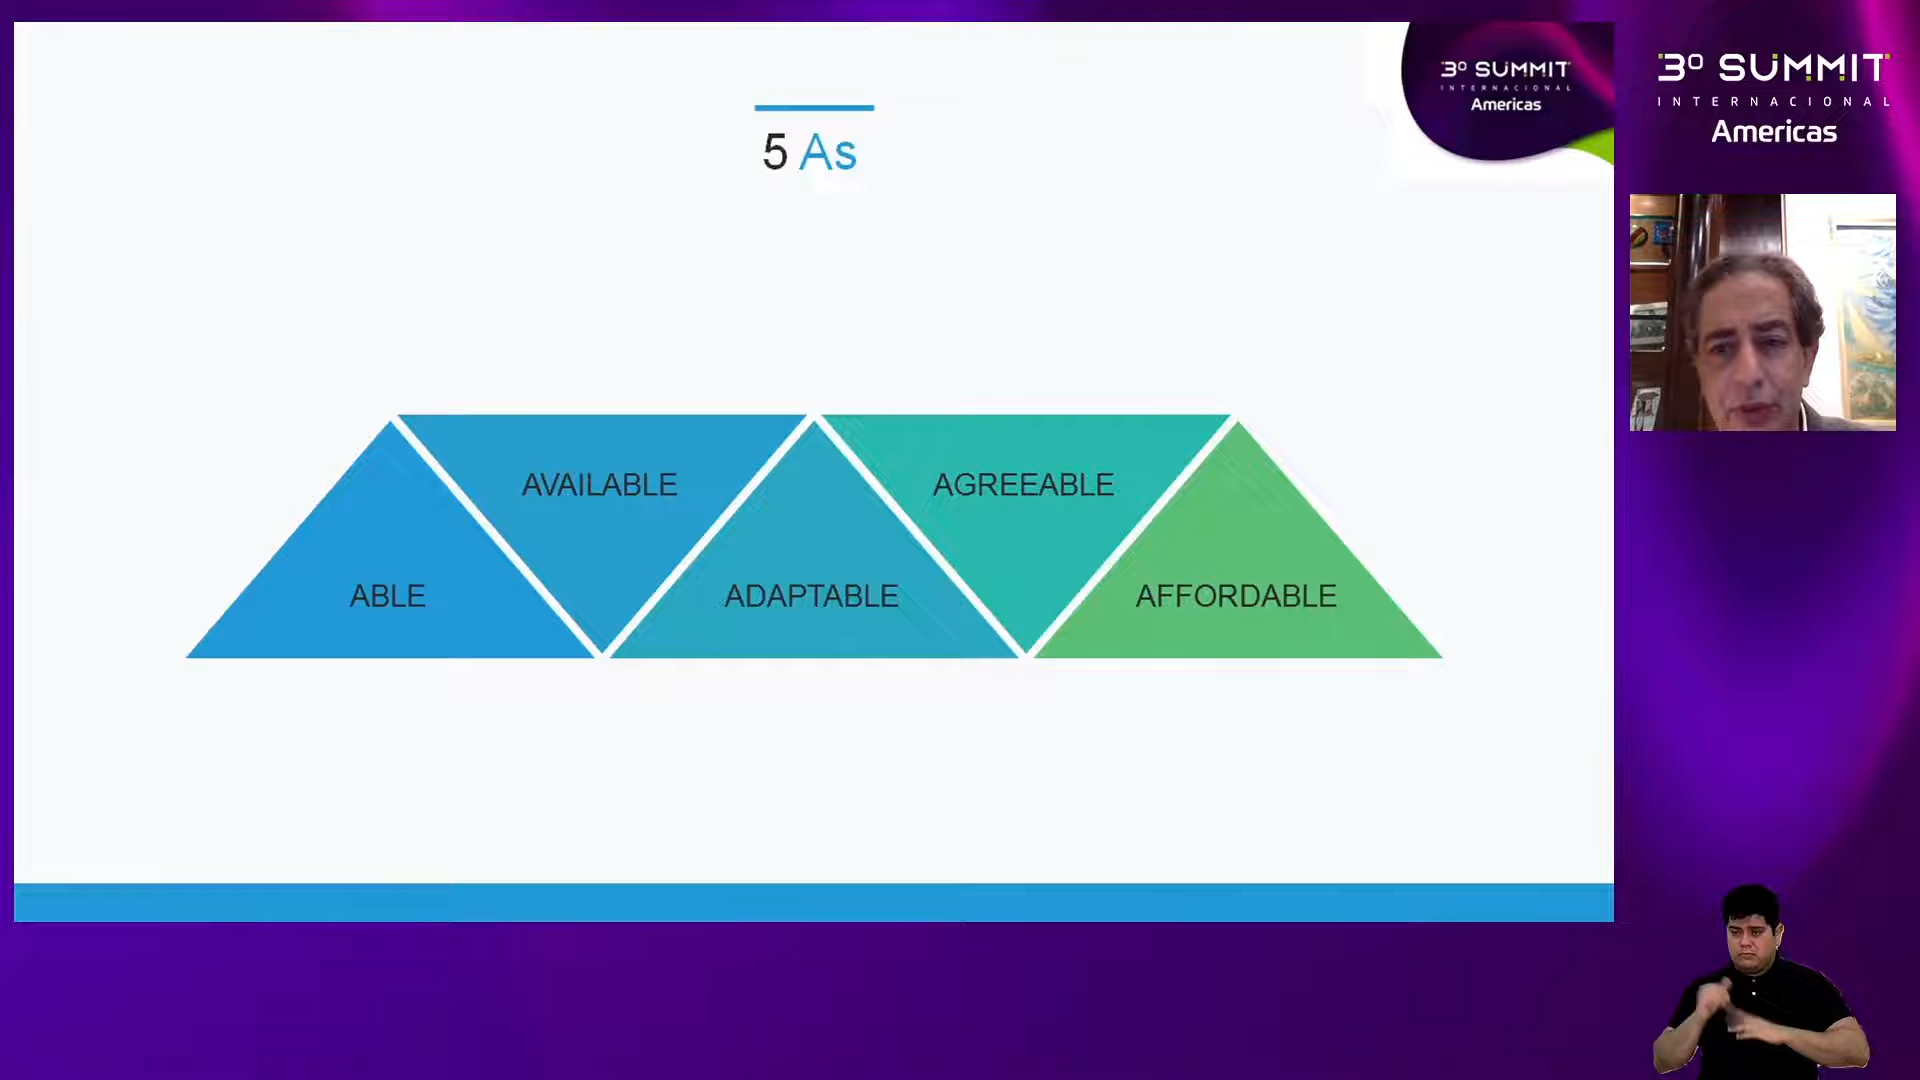 5 As
3º SUMMIT
INTERNACIONAL
Americas
3º SUMMIT
INTERNACIONAL
Americas
AVAILABLE
AGREEABLE
ABLE
ADAPTABLE
AFFORDABLE